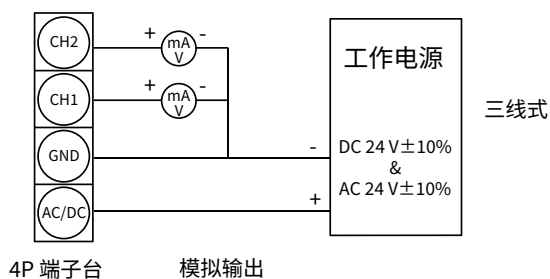 CH2
+
mA
V
-
工作电源
CH1
+
mA
V
-
三线式
GND
-
DC 24 V±10%
&
AC 24 V±10%
AC/DC
+
4P 端子台
模拟输出